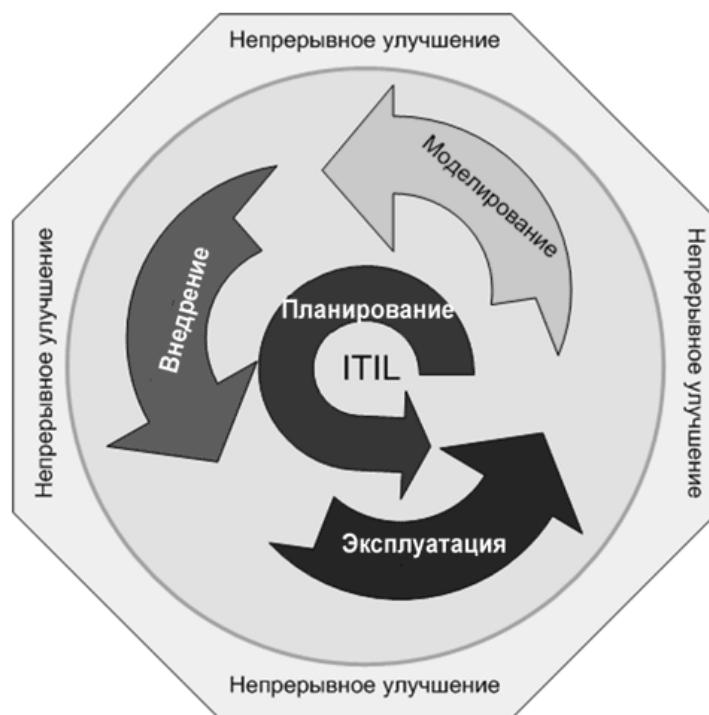 Непрерывное улучшение
Моделирование
Непрерывное улучшение
Внедрение
Планирование
ITIL
Непрерывное улучшение
Эксплуатация
Непрерывное улучшение